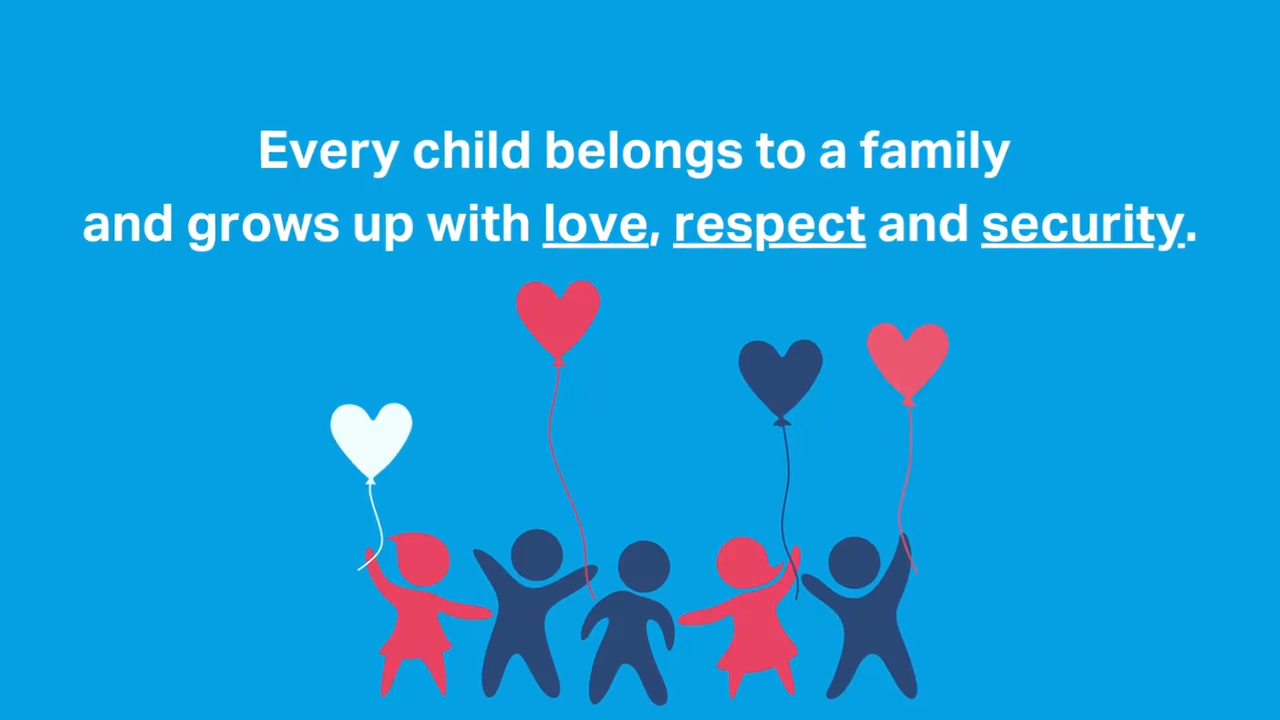 Every child belongs to a family
and grows up with love, respect and security.